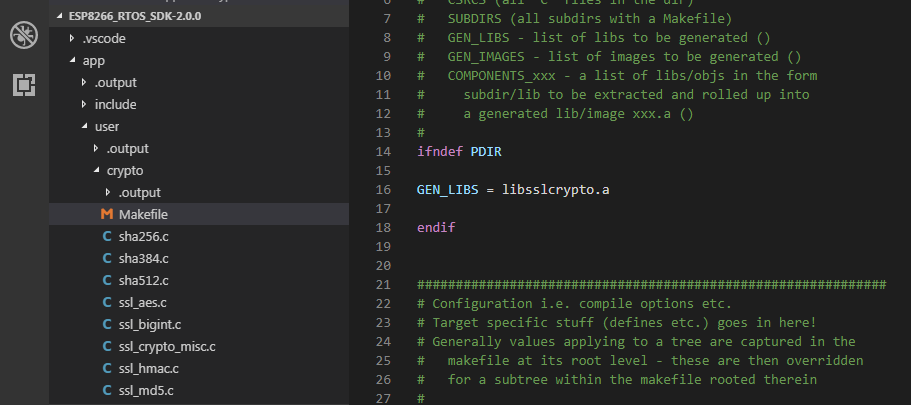 ESP8266_RTOS_SDK-2.0.0
.vscode
app
.output
include
user
.output
crypto
.output
M Makefile
C sha256.c
C sha384.c
C sha512.c
C ssl_aes.c
C ssl_bigint.c
C ssl_crypto_misc.c
C ssl_hmac.c
C ssl_md5.c
6 # CSRCS (all "C" files in the dir)
7 # SUBDIRS (all subdirs with a Makefile)
8 # GEN_LIBS - list of libs to be generated ()
9 # GEN_IMAGES - list of images to be generated ()
10 # COMPONENTS_xxx - a list of libs/objs in the form
11 # subdir/lib to be extracted and rolled up into
12 # a generated lib/image xxx.a ()
13 #
14 ifndef PDIR
15
16 GEN_LIBS = libsslcrypto.a
17
18 endif
19
20
21 #############################################################
22 # Configuration i.e. compile options etc.
23 # Target specific stuff (defines etc.) goes in here!
24 # Generally values applying to a tree are captured in the
25 # makefile at its root level - these are then overridden
26 # for a subtree within the makefile rooted therein
27 #